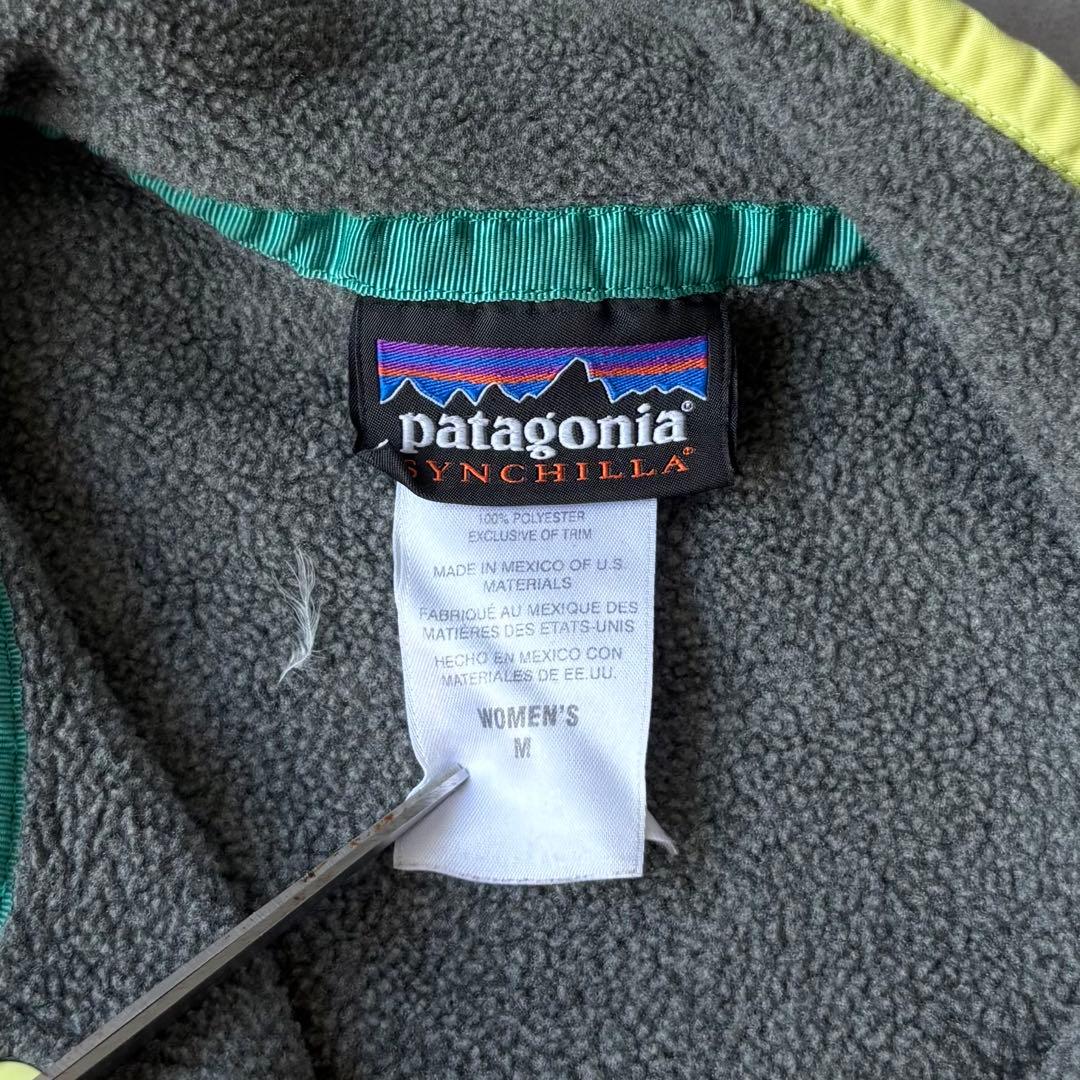 patagonia®
SYNCHILLA®
100% POLYESTER
EXCLUSIVE OF TRIM
MADE IN MEXICO OF U.S.
MATERIALS
FABRIQUÉ AU MEXIQUE DES
MATIÈRES DES ETATS-UNIS
HECHO EN MEXICO CON
MATERIALES DE EE.UU.
WOMEN'S
M